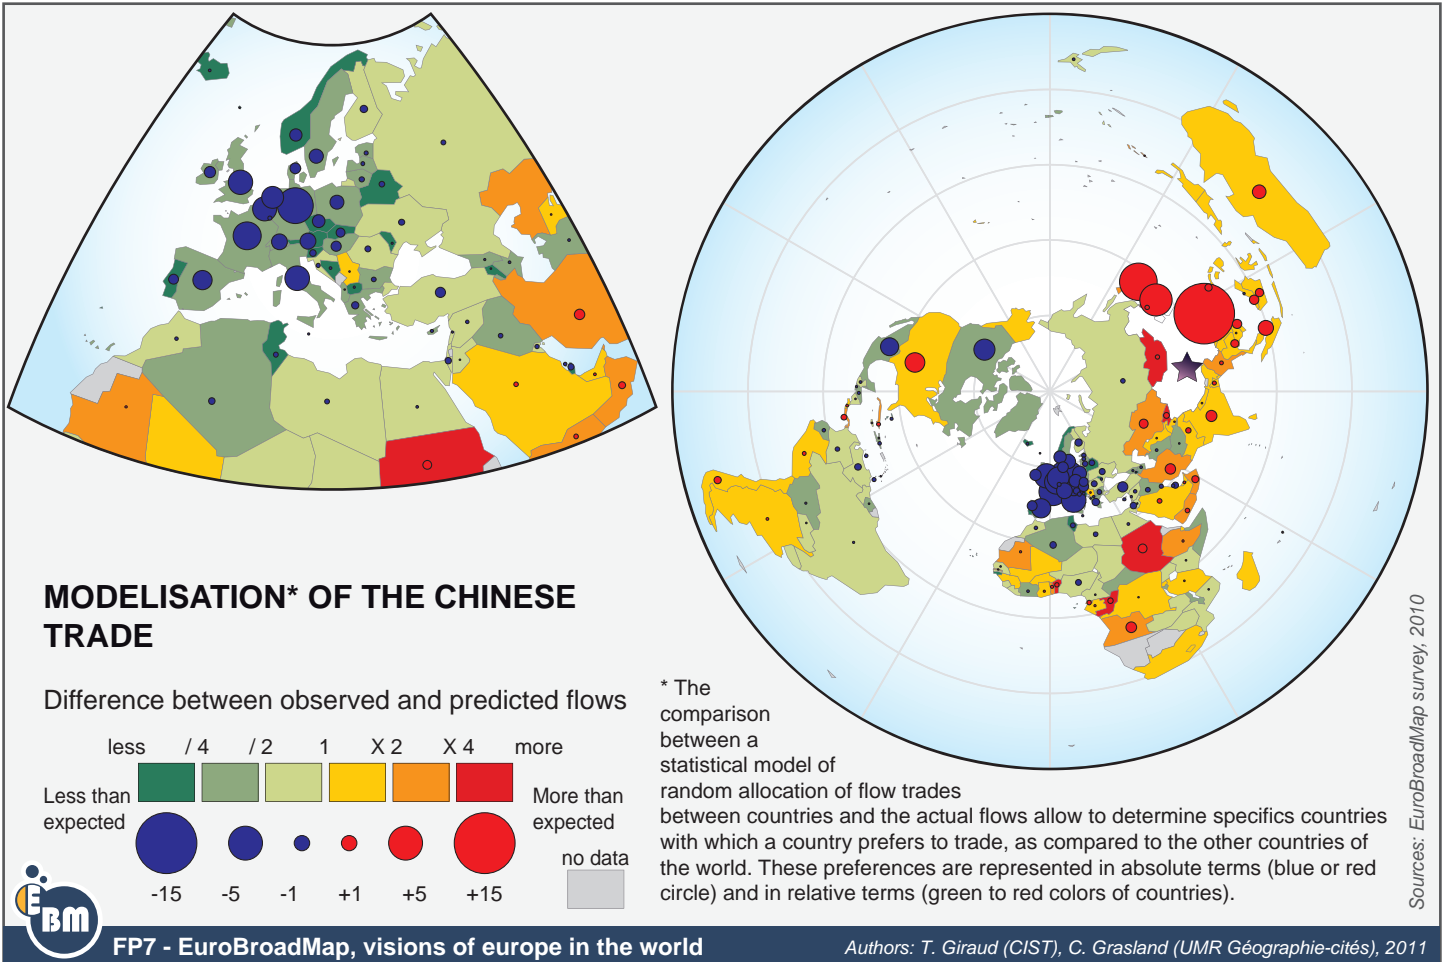 MODELISATION* OF THE CHINESE
TRADE
Difference between observed and predicted flows
less / 4 / 2 1 X 2 X 4 more
Less than
expected
More than
expected
-15 -5 -1 +1 +5 +15
no data
* The
comparison
between a
statistical model of
random allocation of flow trades
between countries and the actual flows allow to determine specifics countries
with which a country prefers to trade, as compared to the other countries of
the world. These preferences are represented in absolute terms (blue or red
circle) and in relative terms (green to red colors of countries).
Sources: EuroBroadMap survey, 2010
EBM
FP7 - EuroBroadMap, visions of europe in the world
Authors: T. Giraud (CIST), C. Grasland (UMR Géographie-cités), 2011